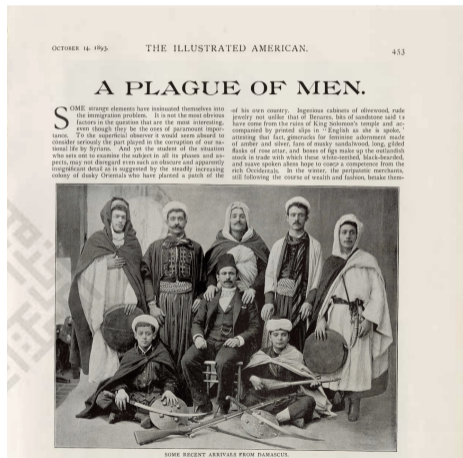 OCTOBER 14, 1893.
THE ILLUSTRATED AMERICAN.
453
A PLAGUE OF MEN.
SOME strange elements have insinuated themselves into
the immigration problem. It is not the most obvious
factors in the question that are the most interesting,
even though they be the ones of paramount impor-
tance. To the superficial observer it would seem absurd to
consider seriously the part played in the corruption of our na-
tional life by Syrians. And yet the student of the situation
who sets out to examine the subject in all its phases and as-
pects, may not disregard even such an obscure and apparently
insignificant detail as is suggested by the steadily increasing
colony of dusky Orientals who have planted a patch of the
of his own country. Ingenious cabinets of olivewood, rude
jewelry not unlike that of Benares, bits of sandstone said to
have come from the ruins of King Solomon's temple and ac-
companied by printed slips in "English as she is spoke,"
attesting that fact, gimcracks for feminine adornment made
of amber and silver, fans of musky sandalwood, long, gilded
flasks of rose attar, and boxes of figs make up the outlandish
stock in trade with which these white-teethed, black-bearded,
and suave spoken aliens hope to coax a competence from the
rich Occidentals. In the winter, the peripatetic merchants,
still following the course of wealth and fashion, betake them-
SOME RECENT ARRIVALS FROM DAMASCUS.